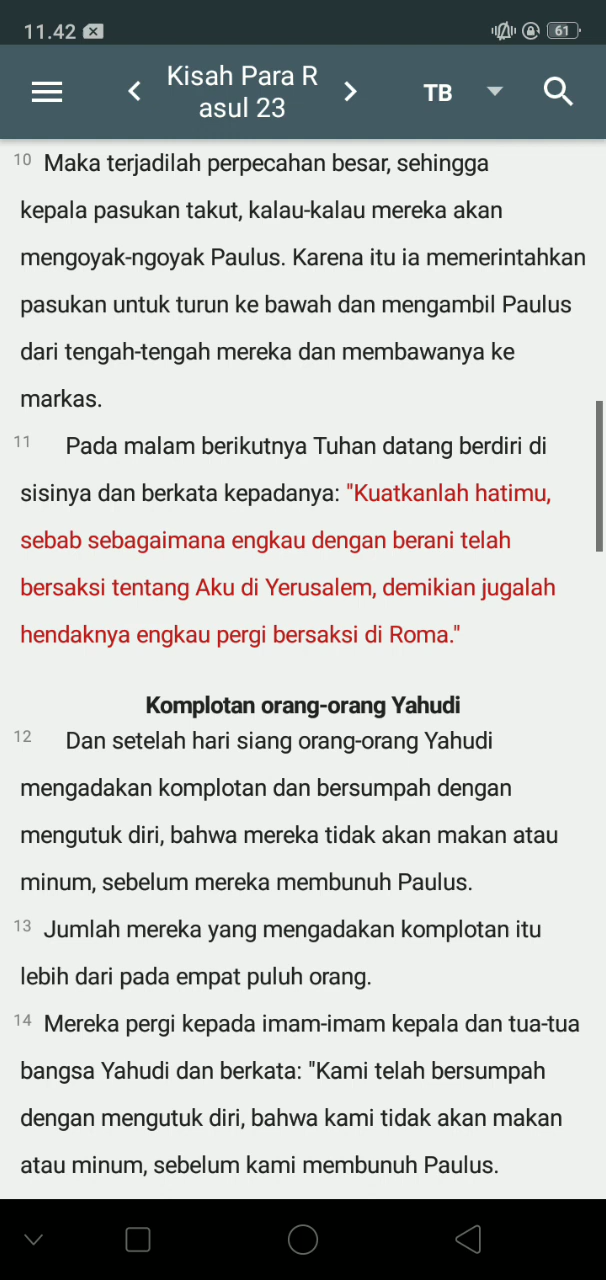 11.42
61
Kisah Para R
asul 23
TB
10 Maka terjadilah perpecahan besar, sehingga
kepala pasukan takut, kalau-kalau mereka akan
mengoyak-ngoyak Paulus. Karena itu ia memerintahkan
pasukan untuk turun ke bawah dan mengambil Paulus
dari tengah-tengah mereka dan membawanya ke
markas.
11 Pada malam berikutnya Tuhan datang berdiri di
sisinya dan berkata kepadanya: "Kuatkanlah hatimu,
sebab sebagaimana engkau dengan berani telah
bersaksi tentang Aku di Yerusalem, demikian jugalah
hendaknya engkau pergi bersaksi di Roma."
Komplotan orang-orang Yahudi
12 Dan setelah hari siang orang-orang Yahudi
mengadakan komplotan dan bersumpah dengan
mengutuk diri, bahwa mereka tidak akan makan atau
minum, sebelum mereka membunuh Paulus.
13 Jumlah mereka yang mengadakan komplotan itu
lebih dari pada empat puluh orang.
14 Mereka pergi kepada imam-imam kepala dan tua-tua
bangsa Yahudi dan berkata: "Kami telah bersumpah
dengan mengutuk diri, bahwa kami tidak akan makan
atau minum, sebelum kami membunuh Paulus.